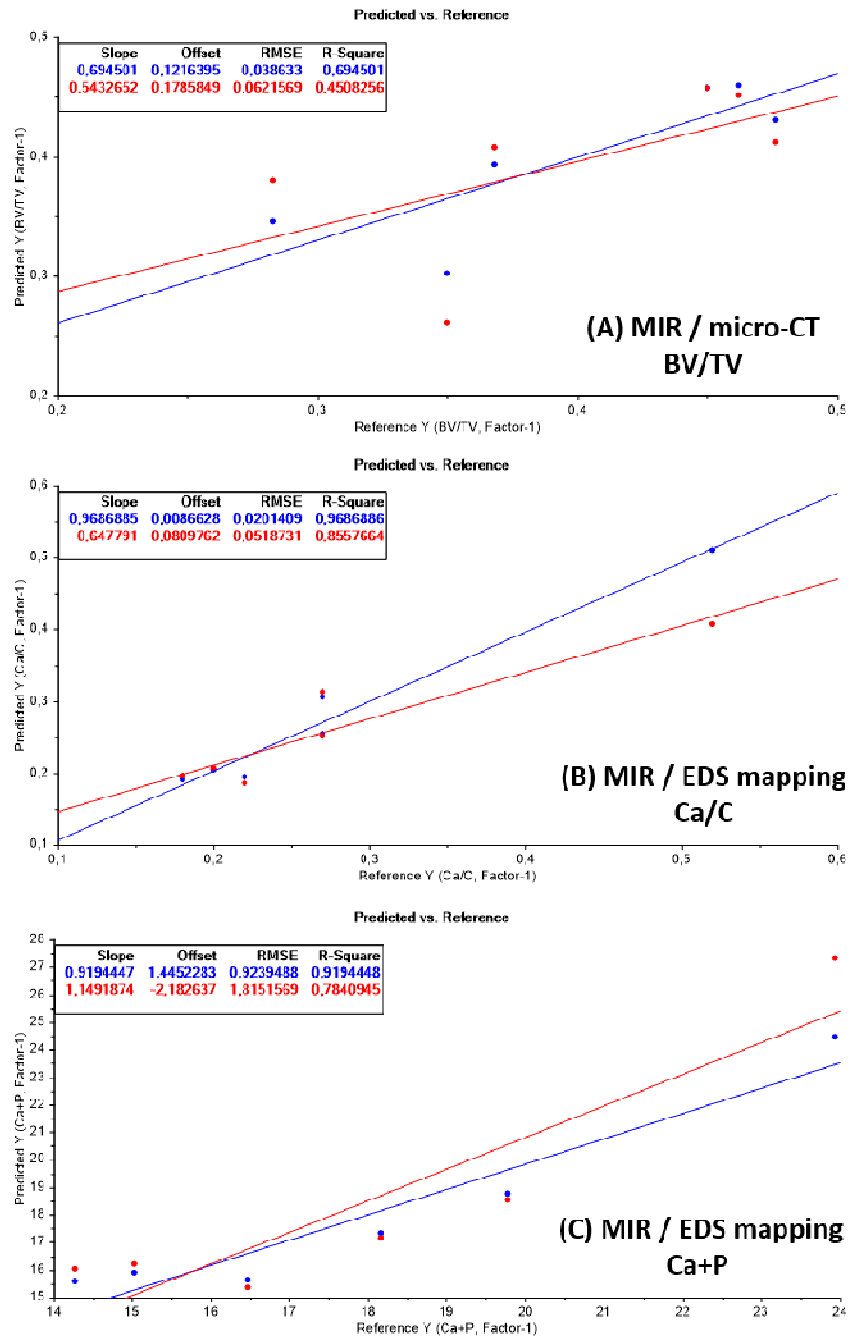 Predicted vs. Reference
Slope Offset RMSE R-Square
0,694501 0,1216395 0,038633 0,694501
0,5432652 0,1785849 0,0621569 0,4508256
0,5
0,4
0,3
0,2
Predicted Y (BV/TV, Factor-1)
(A) MIR / micro-CT
BV/TV
0,2 0,3 0,4 0,5
Reference Y (BV/TV, Factor-1)
Predicted vs. Reference
Slope Offset RMSE R-Square
0,9686885 0,0086628 0,0201409 0,9686886
0,647791 0,0809762 0,0518731 0,8557664
0,6
0,5
0,4
0,3
0,2
0,1
Predicted Y (Ca/C, Factor-1)
(B) MIR / EDS mapping
Ca/C
0,1 0,2 0,3 0,4 0,5 0,6
Reference Y (Ca/C, Factor-1)
Predicted vs. Reference
Slope Offset RMSE R-Square
0,9194447 1,4452283 0,9239488 0,9194448
1,1491874 -2,182637 1,8151569 0,7840945
28
27
26
25
24
23
22
21
20
19
18
17
16
15
Predicted Y (Ca+P, Factor-1)
(C) MIR / EDS mapping
Ca+P
14 15 16 17 18 19 20 21 22 23 24
Reference Y (Ca+P, Factor-1)